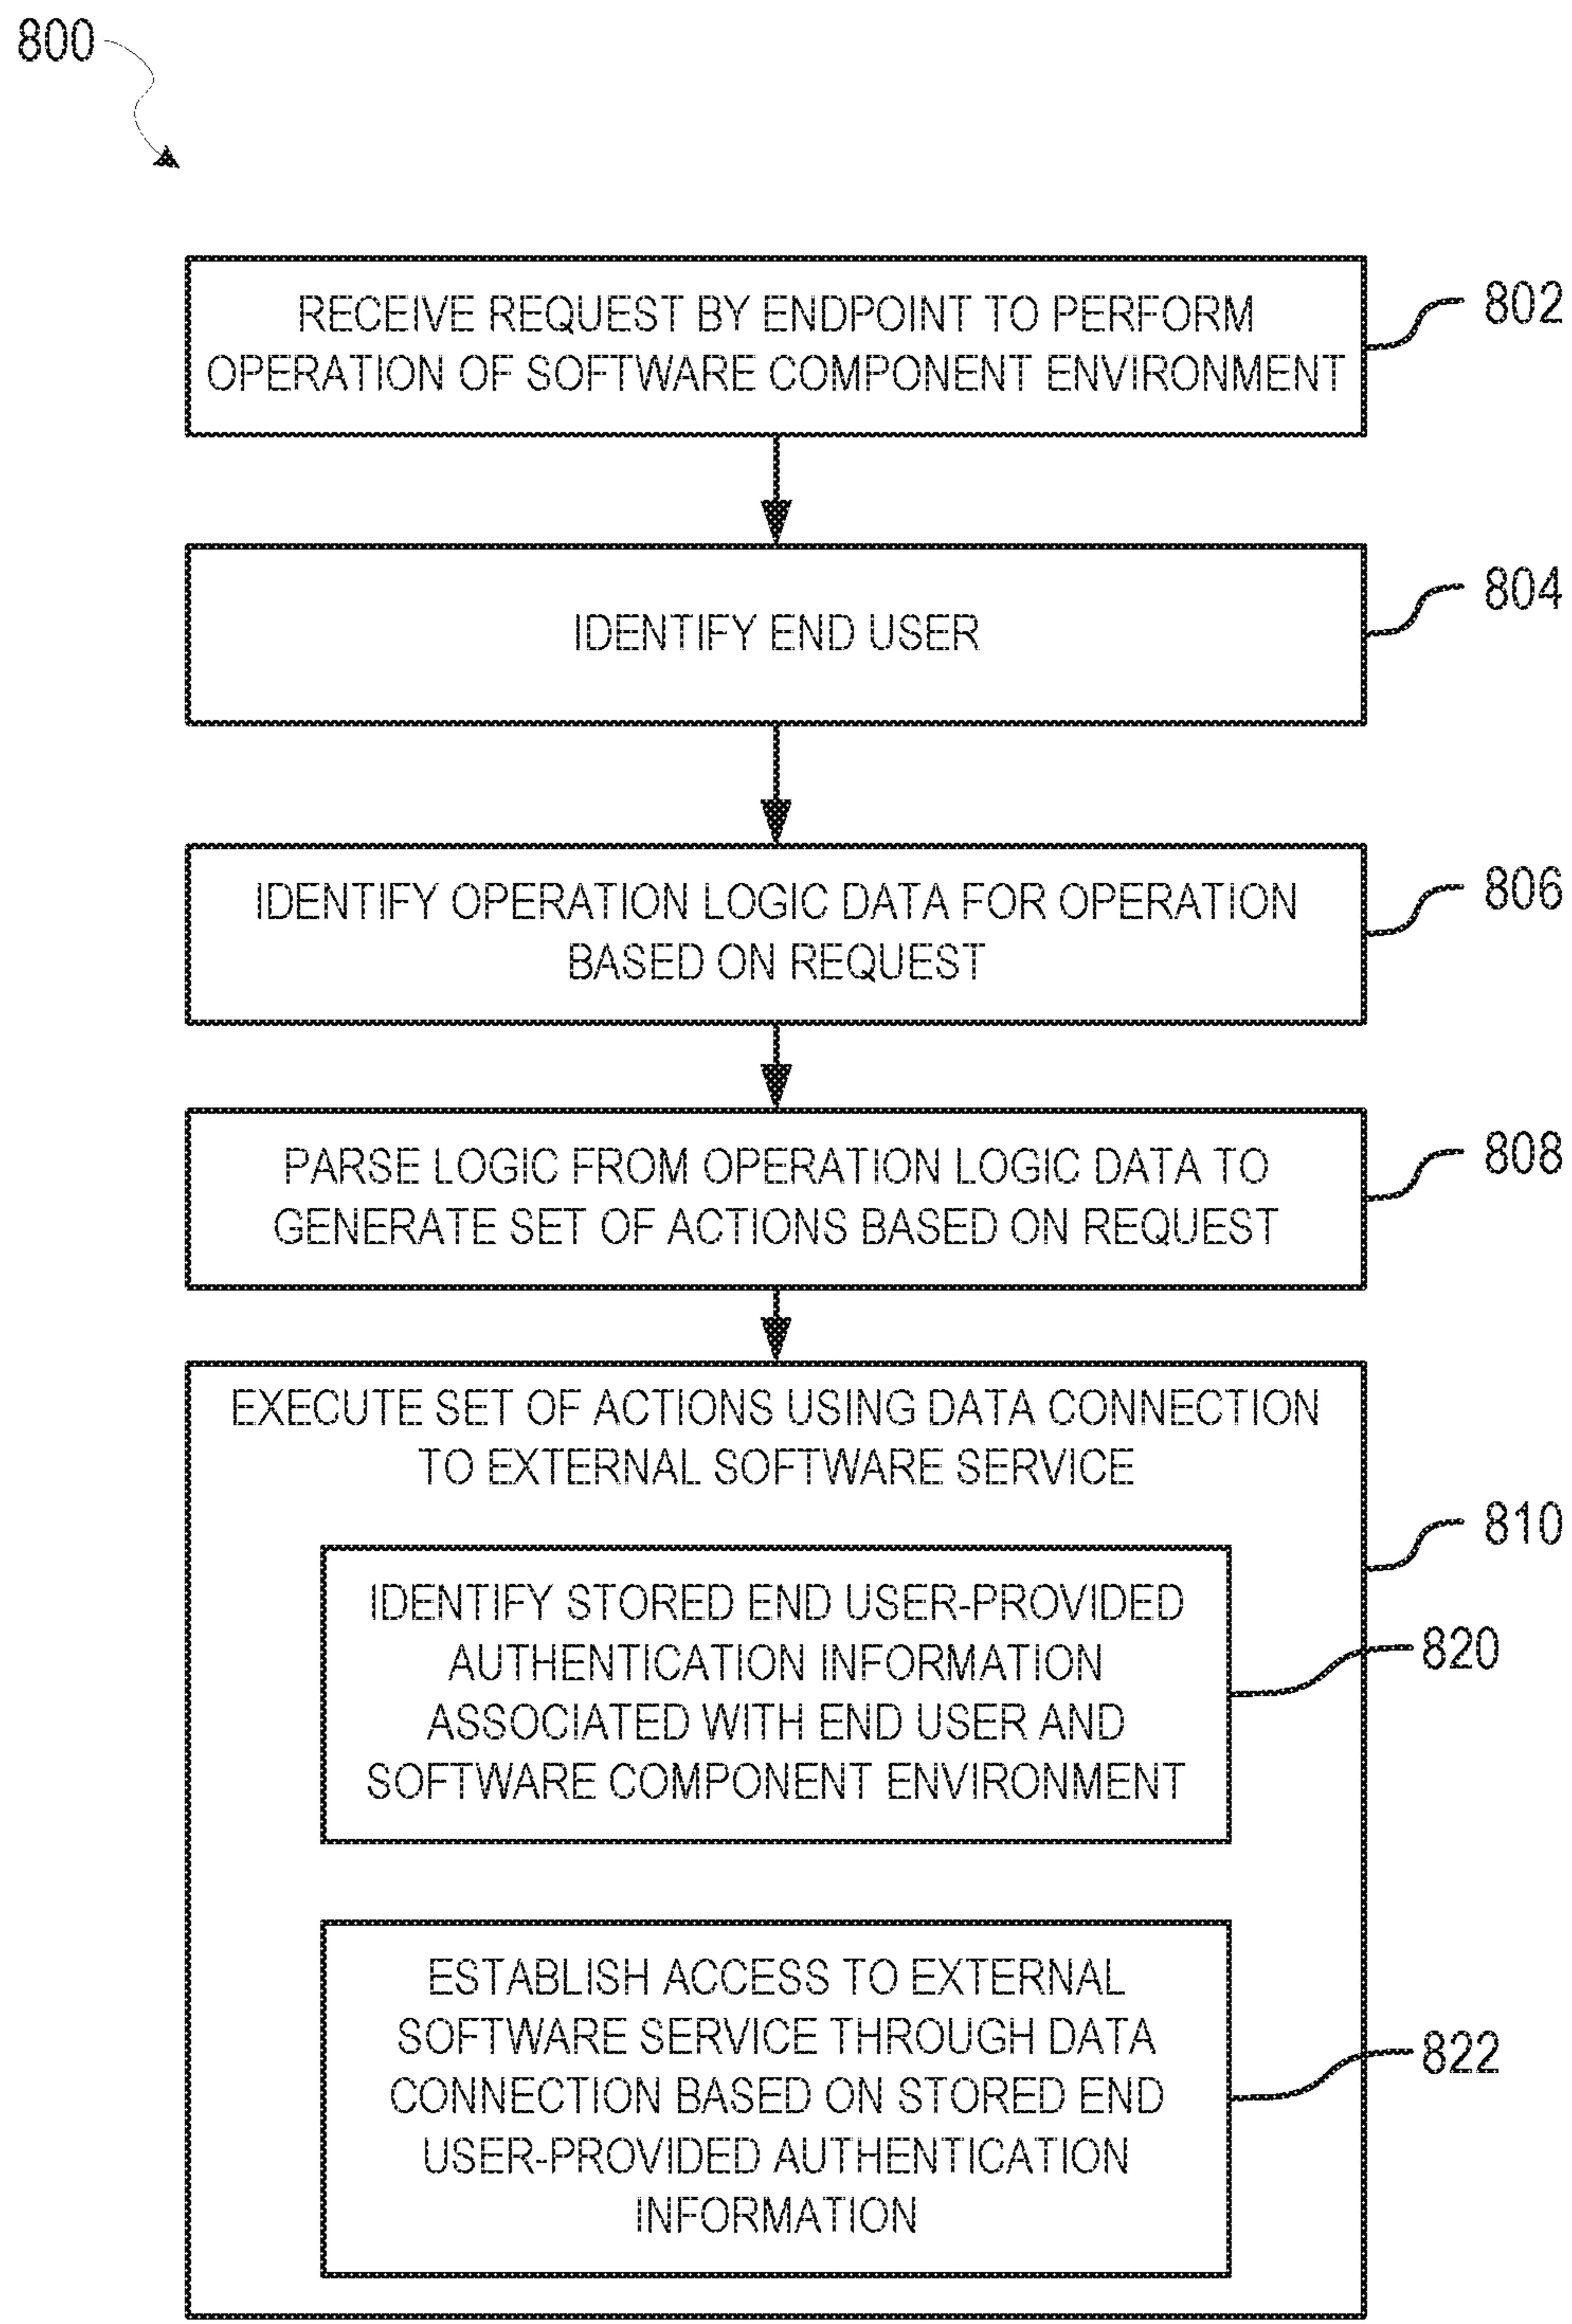 800
RECEIVE REQUEST BY ENDPOINT TO PERFORM
OPERATION OF SOFTWARE COMPONENT ENVIRONMENT
802
IDENTIFY END USER
804
IDENTIFY OPERATION LOGIC DATA FOR OPERATION
BASED ON REQUEST
806
PARSE LOGIC FROM OPERATION LOGIC DATA TO
GENERATE SET OF ACTIONS BASED ON REQUEST
808
EXECUTE SET OF ACTIONS USING DATA CONNECTION
TO EXTERNAL SOFTWARE SERVICE
810
IDENTIFY STORED END USER-PROVIDED
AUTHENTICATION INFORMATION
ASSOCIATED WITH END USER AND
SOFTWARE COMPONENT ENVIRONMENT
820
ESTABLISH ACCESS TO EXTERNAL
SOFTWARE SERVICE THROUGH DATA
CONNECTION BASED ON STORED END
USER-PROVIDED AUTHENTICATION
INFORMATION
822